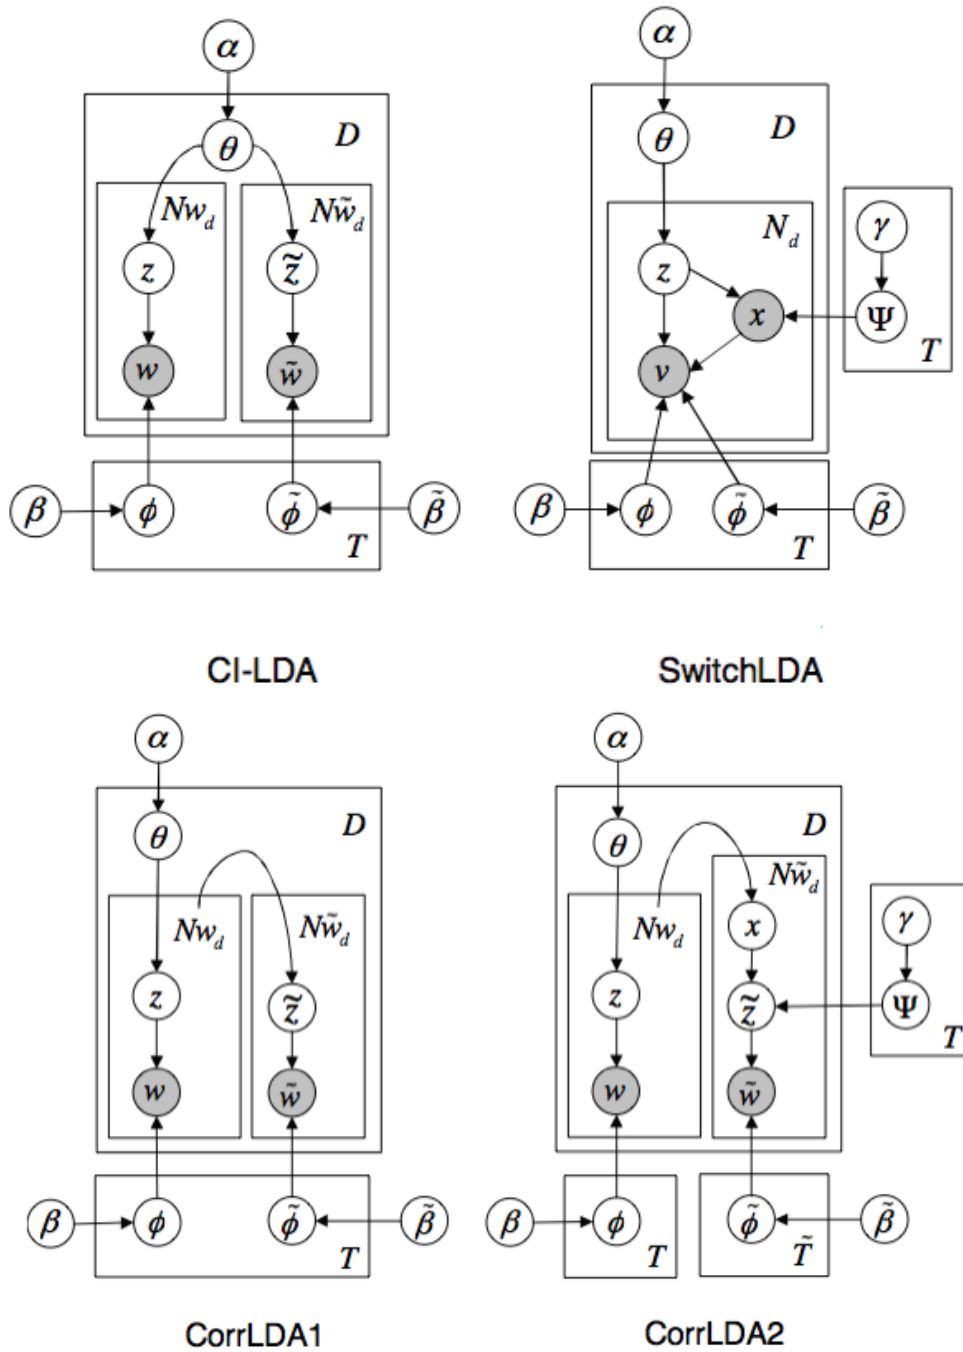 α α
θ D θ D
Nw_d Nw̃_d N_d γ
z z̃ z x Ψ
w w̃ v T
β φ φ̃ β̃ β φ φ̃ β̃
T T
CI-LDA SwitchLDA
α α
θ D θ D
Nw_d Nw̃_d Nw_d Nw̃_d x γ
z z̃ z z̃ Ψ
w w̃ w w̃ T
β φ φ̃ β̃ β φ φ̃ β̃
T T T̃
CorrLDA1 CorrLDA2